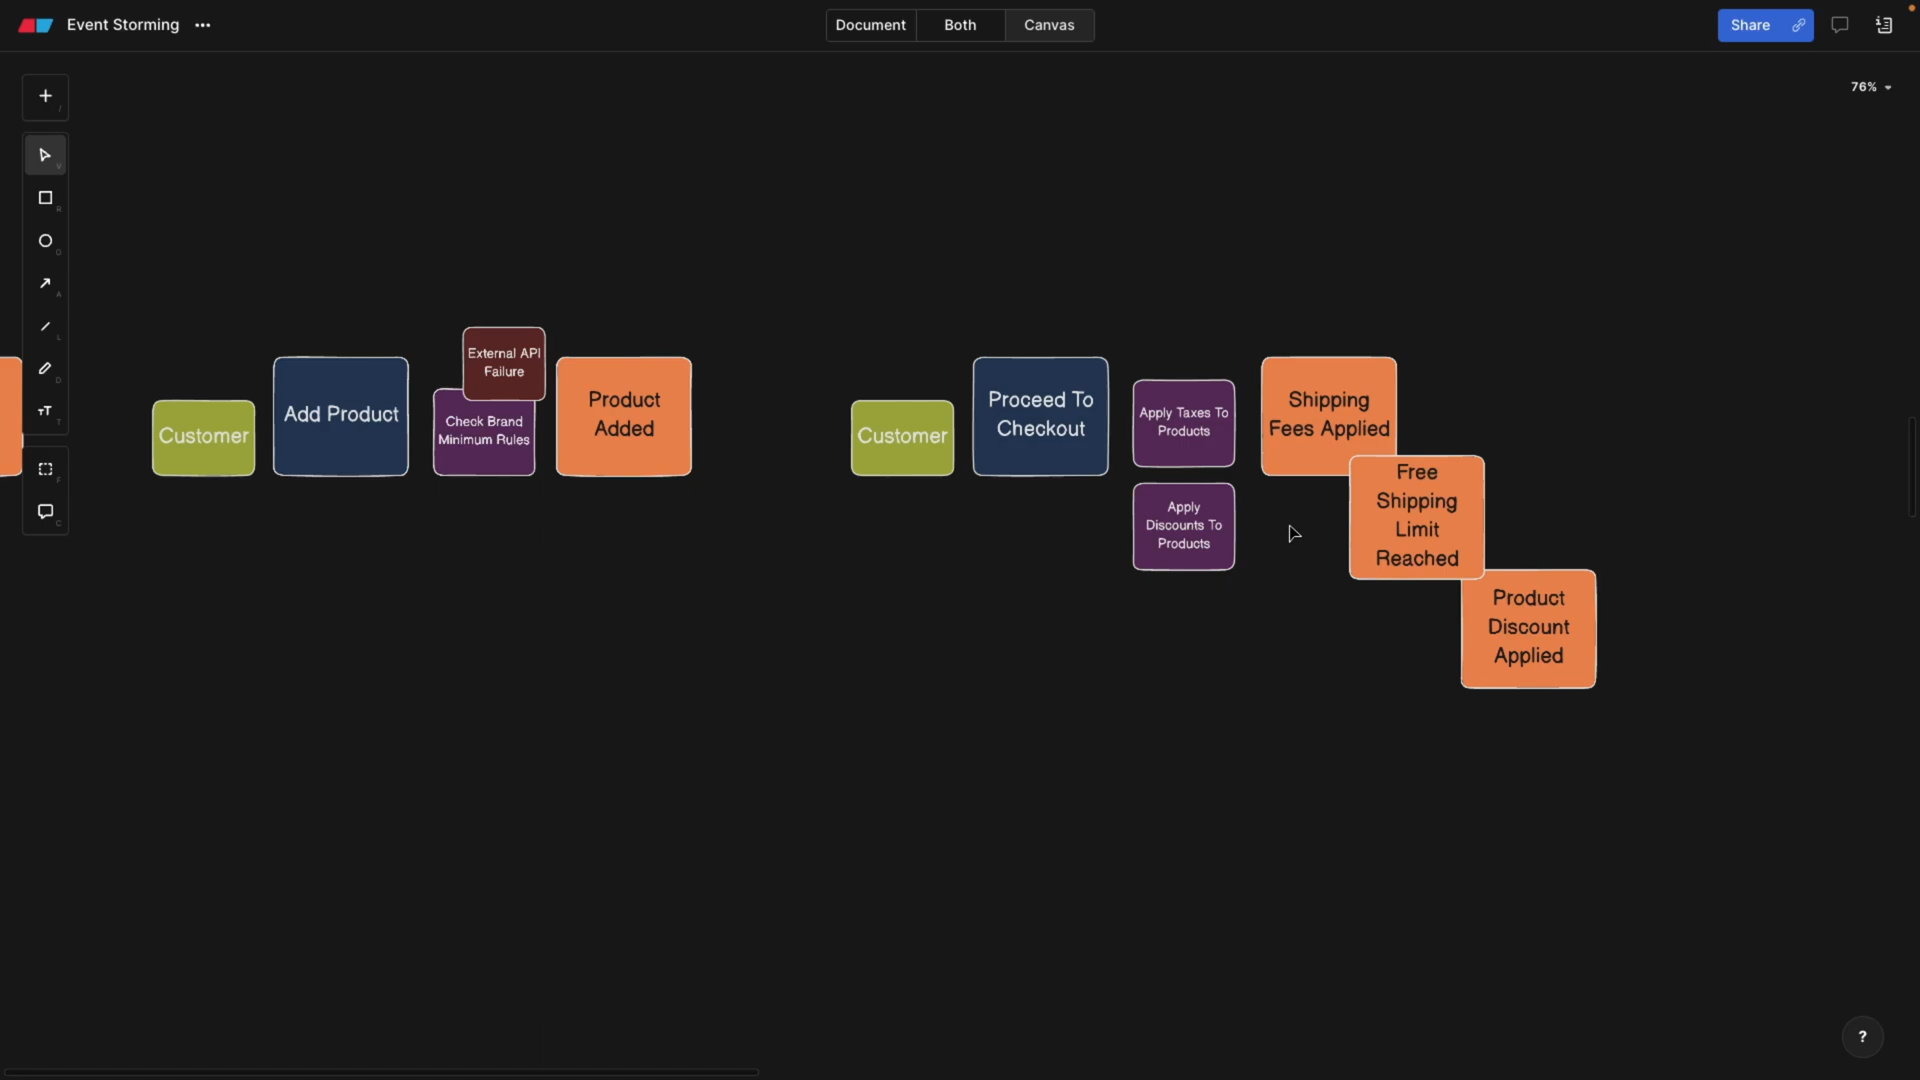 Event Storming
Document
Both
Canvas
Share
76%
/
V
R
O
A
L
D
T
F
C
Customer
Add Product
External API
Failure
Check Brand
Minimum Rules
Product
Added
Customer
Proceed To
Checkout
Apply Taxes To
Products
Apply
Discounts To
Products
Shipping
Fees Applied
Free
Shipping
Limit
Reached
Product
Discount
Applied
?